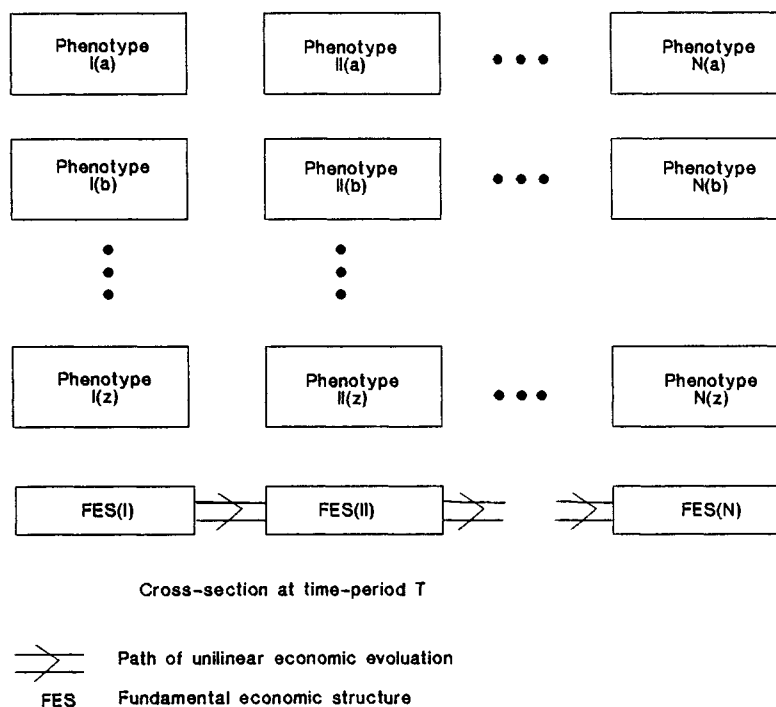 Phenotype
I(a)
Phenotype
II(a)
Phenotype
N(a)
Phenotype
I(b)
Phenotype
II(b)
Phenotype
N(b)
Phenotype
I(z)
Phenotype
II(z)
Phenotype
N(z)
FES(I)
FES(II)
FES(N)
Cross-section at time-period T
Path of unilinear economic evaluation
FES Fundamental economic structure